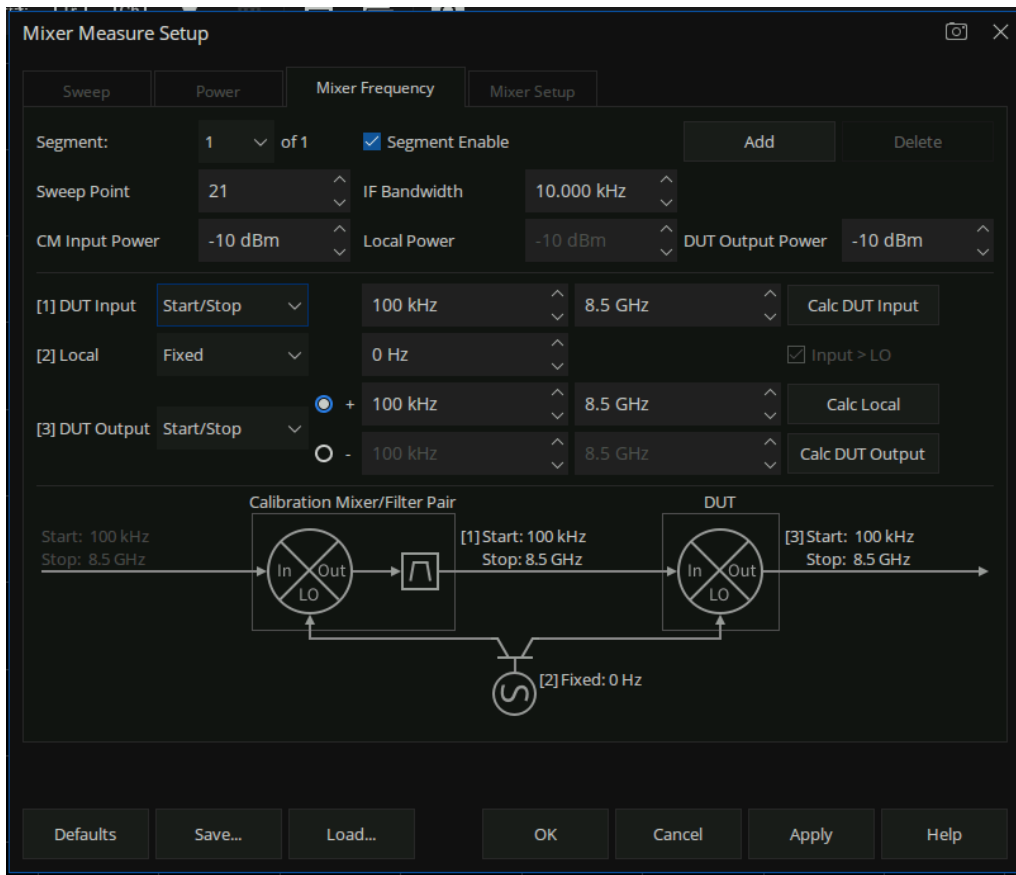 Mixer Measure Setup
Sweep Power Mixer Frequency Mixer Setup
Segment: 1 of 1 Segment Enable Add Delete
Sweep Point 21 IF Bandwidth 10.000 kHz
CM Input Power -10 dBm Local Power -10 dBm DUT Output Power -10 dBm
[1] DUT Input Start/Stop 100 kHz 8.5 GHz Calc DUT Input
[2] Local Fixed 0 Hz Input > LO
+ 100 kHz 8.5 GHz Calc Local
[3] DUT Output Start/Stop
- 100 kHz 8.5 GHz Calc DUT Output
Calibration Mixer/Filter Pair DUT
Start: 100 kHz [1] Start: 100 kHz [3] Start: 100 kHz
Stop: 8.5 GHz Stop: 8.5 GHz Stop: 8.5 GHz
In Out In Out
LO LO
[2] Fixed: 0 Hz
Defaults Save... Load... OK Cancel Apply Help